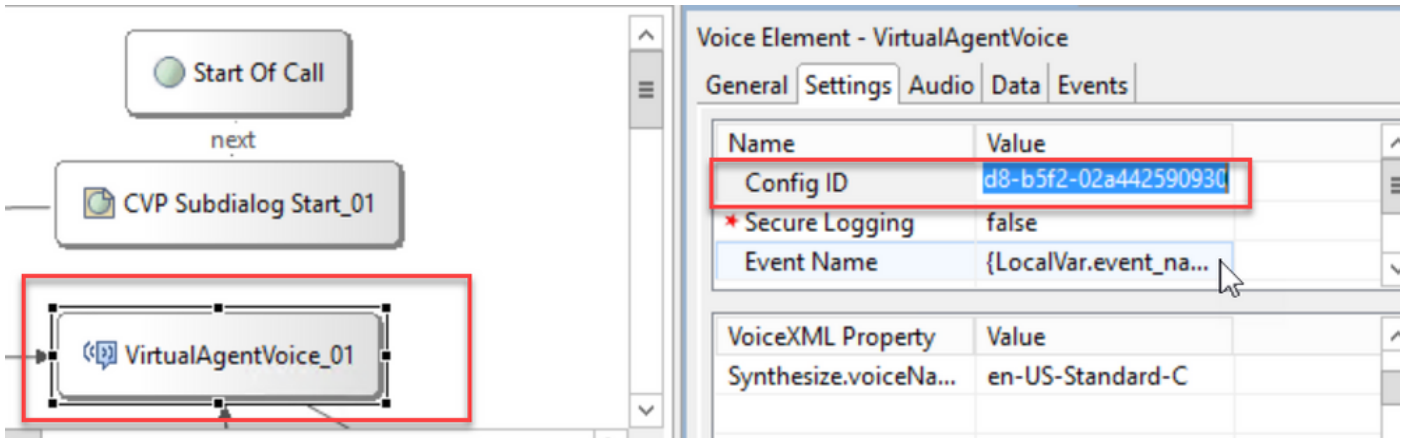 Start Of Call
next
CVP Subdialog Start_01
VirtualAgentVoice_01
Voice Element - VirtualAgentVoice
General Settings Audio Data Events
Name Value
Config ID d8-b5f2-02a442590930
* Secure Logging false
Event Name {LocalVar.event_na...
VoiceXML Property Value
Synthesize.voiceNa... en-US-Standard-C